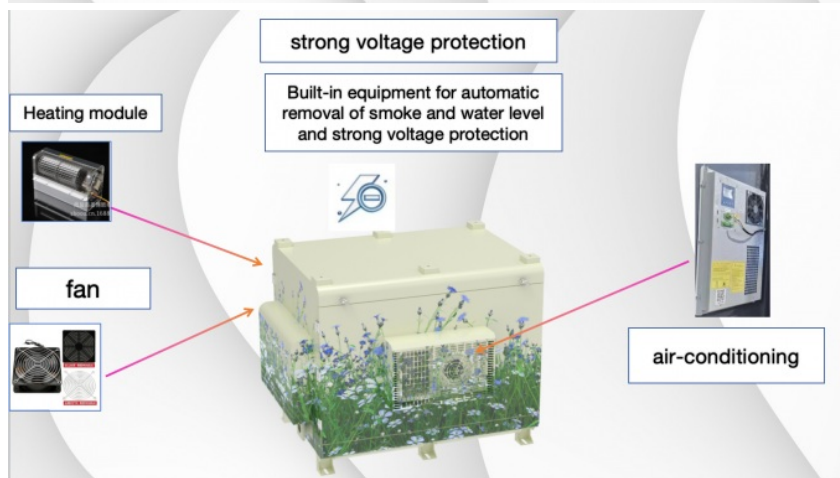 strong voltage protection
Built-in equipment for automatic
removal of smoke and water level
and strong voltage protection
Heating module
fan
air-conditioning